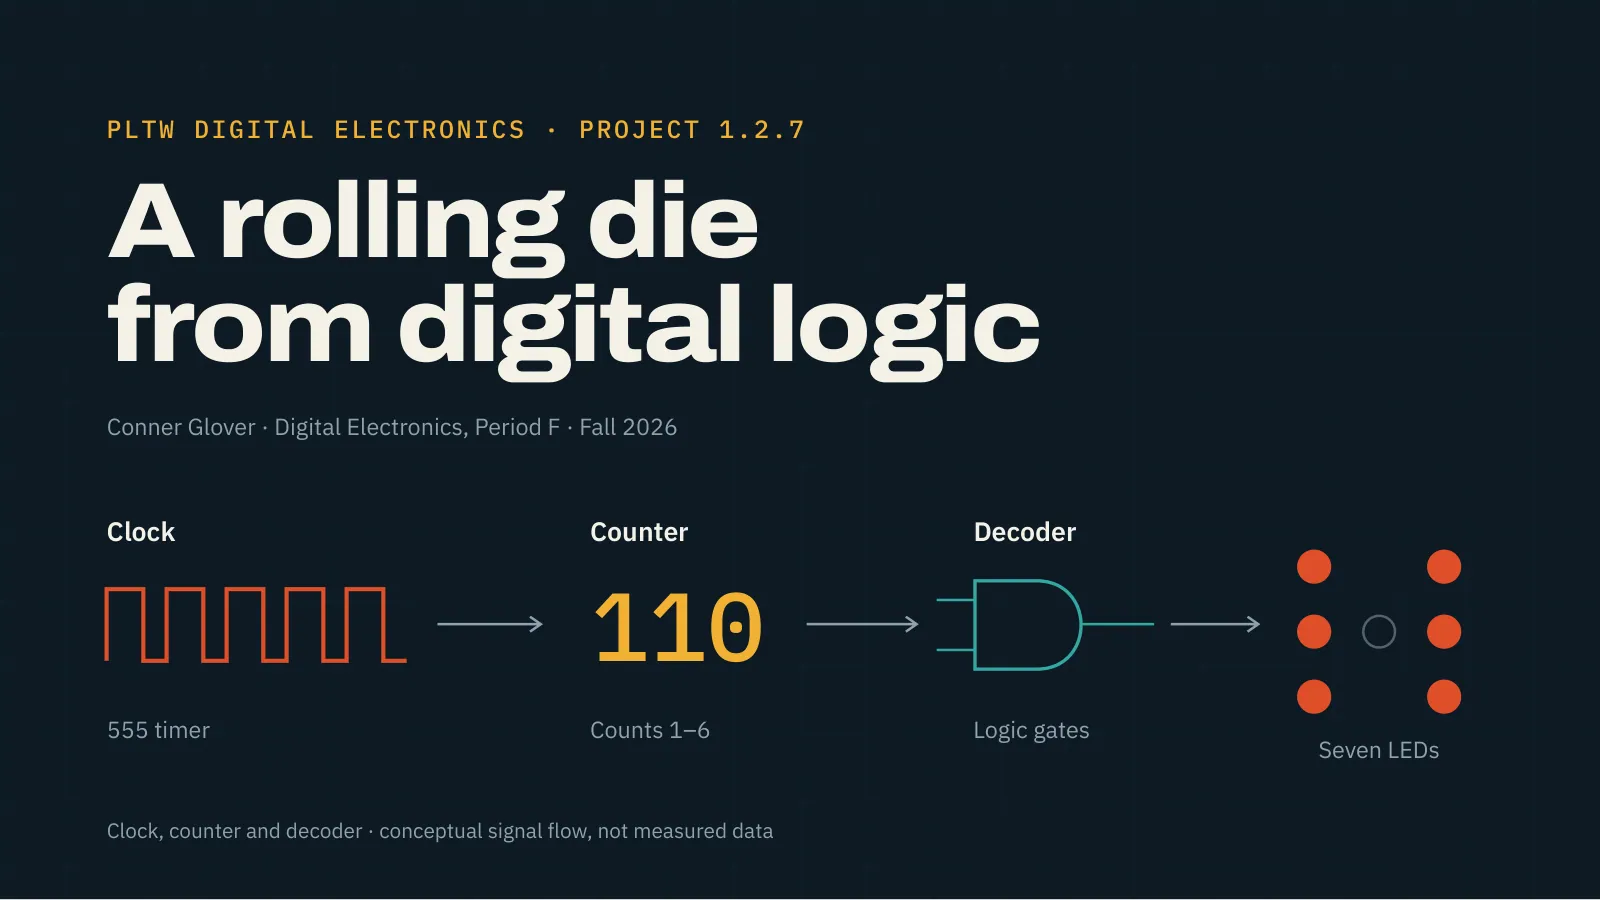 PLTW DIGITAL ELECTRONICS · PROJECT 1.2.7
A rolling die
from digital logic
Conner Glover · Digital Electronics, Period F · Fall 2026
Clock
Counter
Decoder
110
555 timer
Counts 1–6
Logic gates
Seven LEDs
Clock, counter and decoder · conceptual signal flow, not measured data